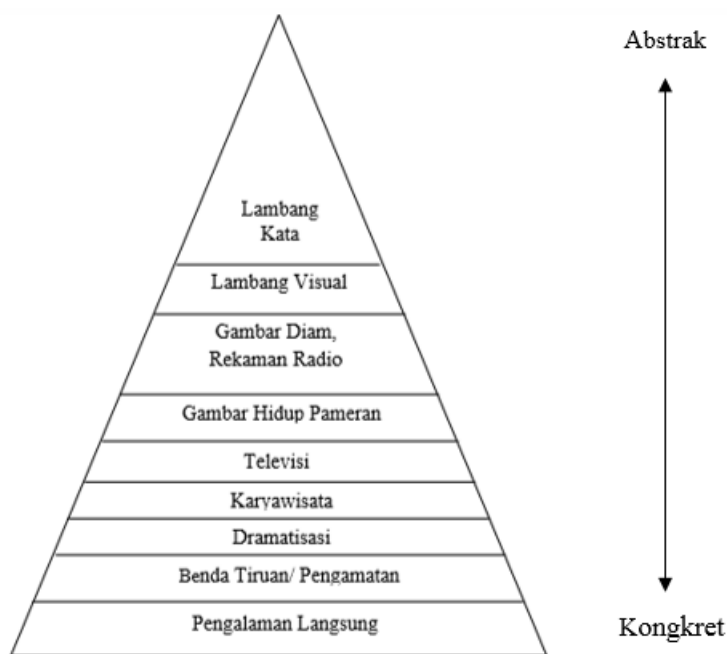 Abstrak
Lambang
Kata
Lambang Visual
Gambar Diam,
Rekaman Radio
Gambar Hidup Pameran
Televisi
Karyawisata
Dramatisasi
Benda Tiruan/ Pengamatan
Pengalaman Langsung
Kongkret